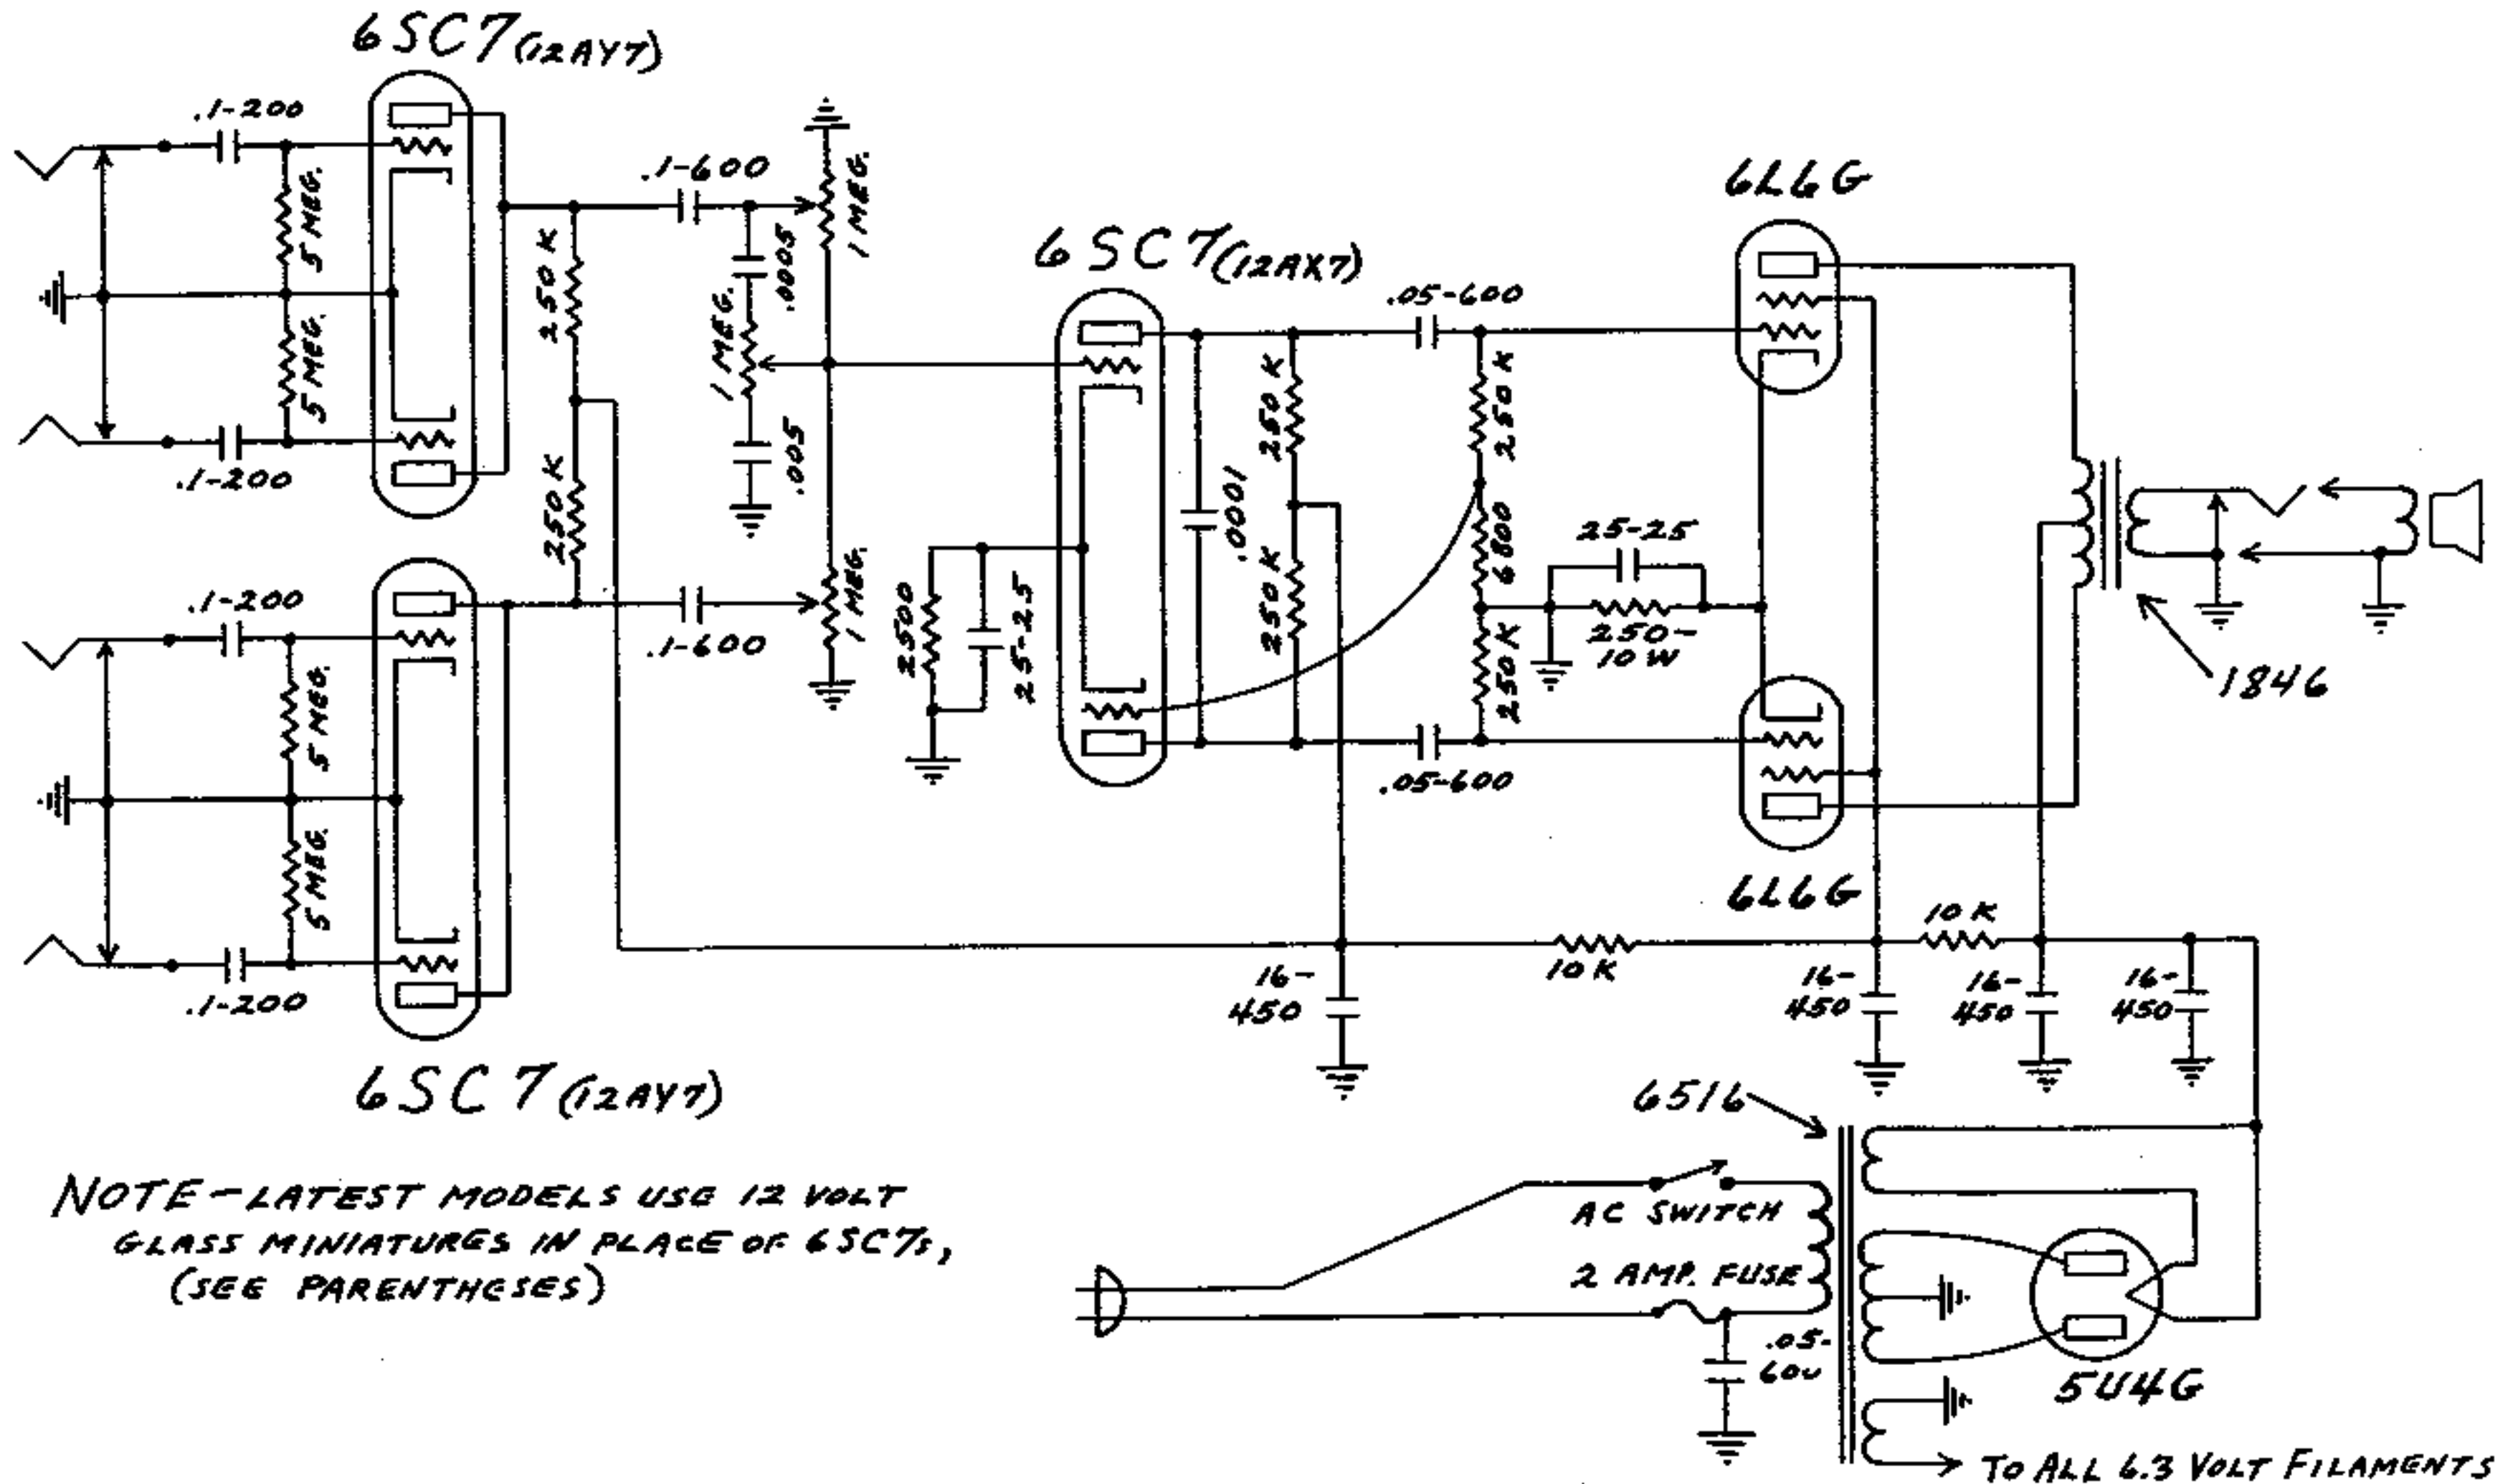 6SC7 (12AY7)
.1-200
5 MEG.
5 MEG.
.1-200
250 K
250 K
.1-600
.0005
1 MEG.
1 MEG.
.005
.1-600
1 MEG.
.1-200
5 MEG.
5 MEG.
.1-200
6SC7 (12AY7)
6SC7 (12AX7)
2500
25-25
.0001
250 K
250 K
.05-600
250 K
6800
250 K
.05-600
25-25
250-
10 W
6L6G
6L6G
1846
10 K
10 K
16-
450
16-
450
16-
450
16-
450
6516
AC SWITCH
2 AMP. FUSE
.05-
600
5U4G
TO ALL 6.3 VOLT FILAMENTS
NOTE - LATEST MODELS USE 12 VOLT
GLASS MINIATURES IN PLACE OF 6SC7s,
(SEE PARENTHESES)